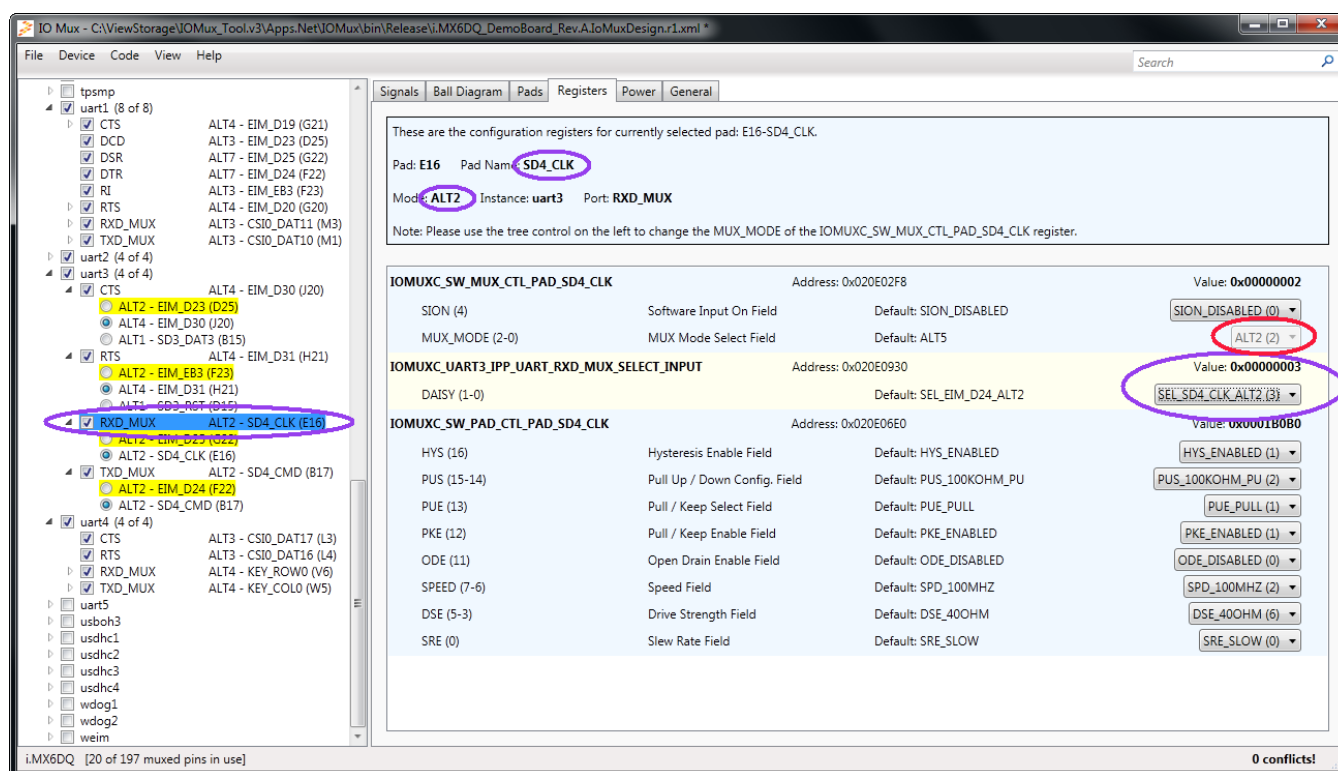 IO Mux - C:\ViewStorage\IOMux_Tool.v3\Apps.Net\IOMux\bin\Release\i.MX6DQ_DemoBoard_Rev.A.IoMuxDesign.r1.xml *
File Device Code View Help
Search
tpsmp
uart1 (8 of 8)
CTS ALT4 - EIM_D19 (G21)
DCD ALT3 - EIM_D23 (D25)
DSR ALT7 - EIM_D25 (G22)
DTR ALT7 - EIM_D24 (F22)
RI ALT3 - EIM_EB3 (F23)
RTS ALT4 - EIM_D20 (G20)
RXD_MUX ALT3 - CSI0_DAT11 (M3)
TXD_MUX ALT3 - CSI0_DAT10 (M1)
uart2 (4 of 4)
uart3 (4 of 4)
CTS ALT4 - EIM_D30 (J20)
ALT2 - EIM_D23 (D25)
ALT4 - EIM_D30 (J20)
ALT1 - SD3_DAT3 (B15)
RTS ALT4 - EIM_D31 (H21)
ALT2 - EIM_EB3 (F23)
ALT4 - EIM_D31 (H21)
ALT1 - SD3_RST (D15)
RXD_MUX ALT2 - SD4_CLK (E16)
ALT2 - EIM_D25 (G22)
ALT2 - SD4_CLK (E16)
TXD_MUX ALT2 - SD4_CMD (B17)
ALT2 - EIM_D24 (F22)
ALT2 - SD4_CMD (B17)
uart4 (4 of 4)
CTS ALT3 - CSI0_DAT17 (L3)
RTS ALT3 - CSI0_DAT16 (L4)
RXD_MUX ALT4 - KEY_ROW0 (V6)
TXD_MUX ALT4 - KEY_COL0 (W5)
uart5
usboh3
usdhc1
usdhc2
usdhc3
usdhc4
wdog1
wdog2
weim
Signals Ball Diagram Pads Registers Power General
These are the configuration registers for currently selected pad: E16-SD4_CLK.
Pad: E16 Pad Name: SD4_CLK
Mode: ALT2 Instance: uart3 Port: RXD_MUX
Note: Please use the tree control on the left to change the MUX_MODE of the IOMUXC_SW_MUX_CTL_PAD_SD4_CLK register.
IOMUXC_SW_MUX_CTL_PAD_SD4_CLK Address: 0x020E02F8 Value: 0x00000002
SION (4) Software Input On Field Default: SION_DISABLED SION_DISABLED (0)
MUX_MODE (2-0) MUX Mode Select Field Default: ALT5 ALT2 (2)
IOMUXC_UART3_IPP_UART_RXD_MUX_SELECT_INPUT Address: 0x020E0930 Value: 0x00000003
DAISY (1-0) Default: SEL_EIM_D24_ALT2 SEL_SD4_CLK_ALT2 (3)
IOMUXC_SW_PAD_CTL_PAD_SD4_CLK Address: 0x020E06E0 Value: 0x0001B0B0
HYS (16) Hysteresis Enable Field Default: HYS_ENABLED HYS_ENABLED (1)
PUS (15-14) Pull Up / Down Config. Field Default: PUS_100KOHM_PU PUS_100KOHM_PU (2)
PUE (13) Pull / Keep Select Field Default: PUE_PULL PUE_PULL (1)
PKE (12) Pull / Keep Enable Field Default: PKE_ENABLED PKE_ENABLED (1)
ODE (11) Open Drain Enable Field Default: ODE_DISABLED ODE_DISABLED (0)
SPEED (7-6) Speed Field Default: SPD_100MHZ SPD_100MHZ (2)
DSE (5-3) Drive Strength Field Default: DSE_40OHM DSE_40OHM (6)
SRE (0) Slew Rate Field Default: SRE_SLOW SRE_SLOW (0)
i.MX6DQ [20 of 197 muxed pins in use] 0 conflicts!